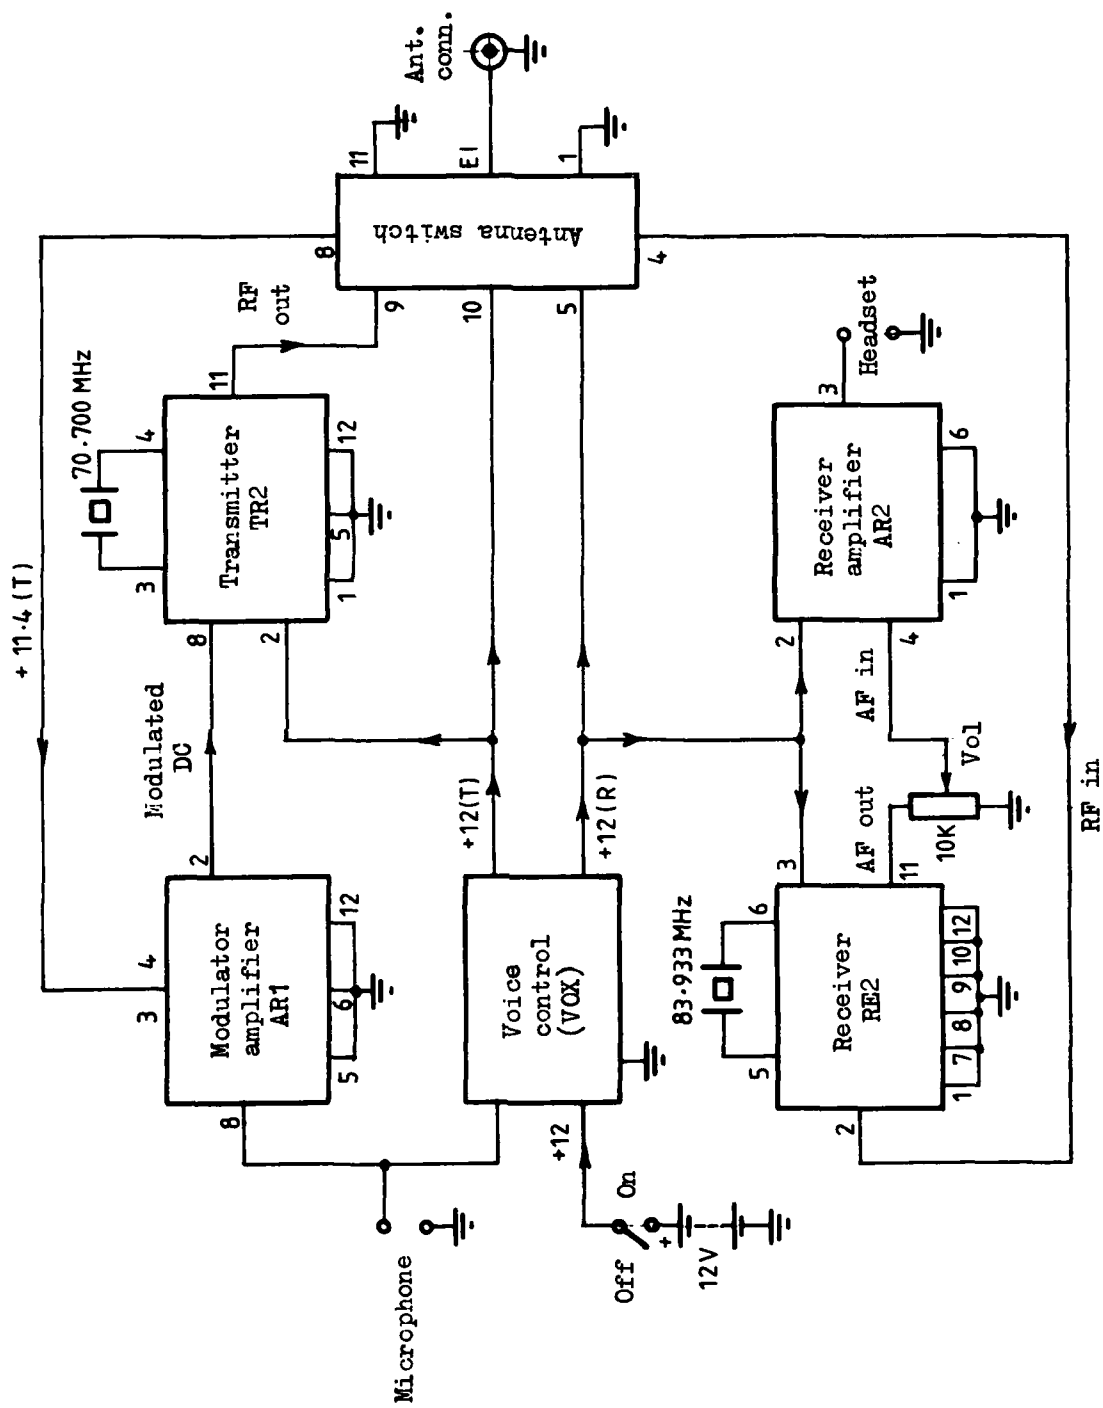 + 11·4 (T)
Microphone
8
3
4
Modulator
amplifier
AR1
5
6
12
2
Modulated
DC
8
2
3
4
70·700 MHz
Transmitter
TR2
1
5
12
11
RF
out
8
9
10
5
4
Antenna switch
11
E1
1
Ant.
conn.
+12
Voice
control
(VOX)
+12(T)
+12(R)
Off
On
+
12V
83·933 MHz
5
6
2
3
Receiver
RE2
1
7
8
9
10
12
11
AF out
10K
Vol
AF in
2
4
Receiver
amplifier
AR2
1
6
3
Headset
RF in